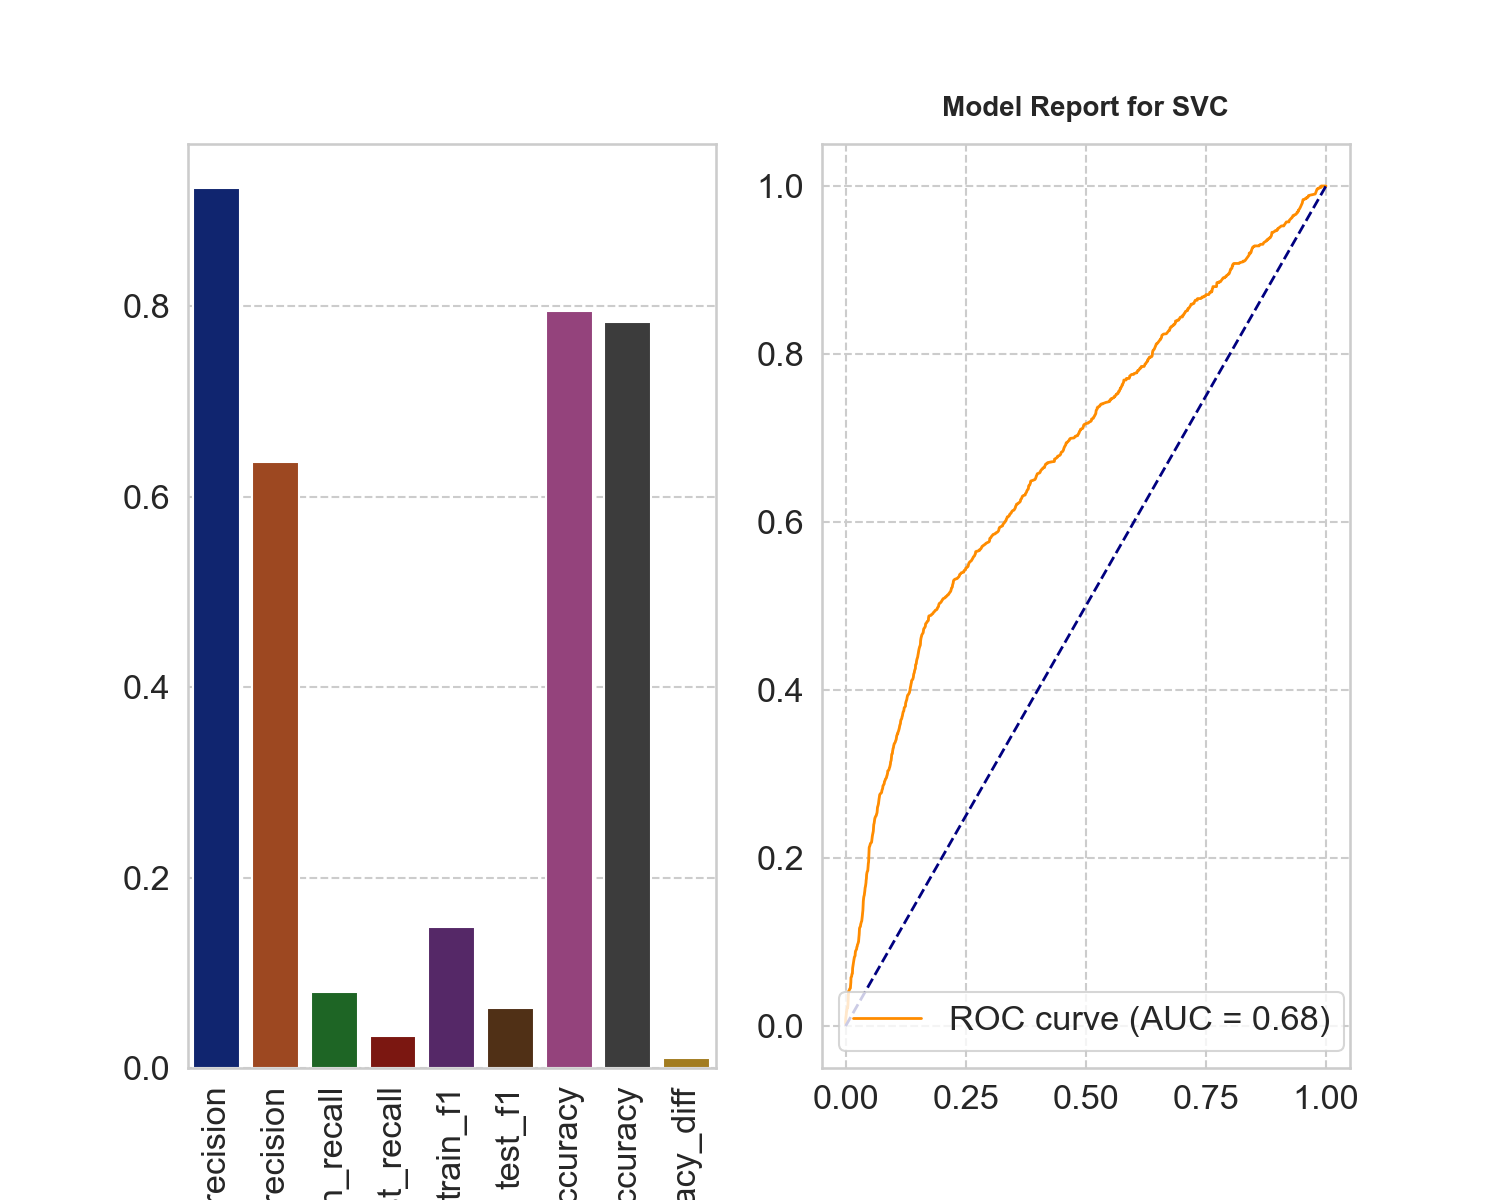 Model Report for SVC
0.8
0.6
0.4
0.2
0.0
recision
recision
n_recall
t_recall
train_f1
test_f1
ccuracy
ccuracy
acy_diff
1.0
0.8
0.6
0.4
0.2
0.0
ROC curve (AUC = 0.68)
0.00 0.25 0.50 0.75 1.00